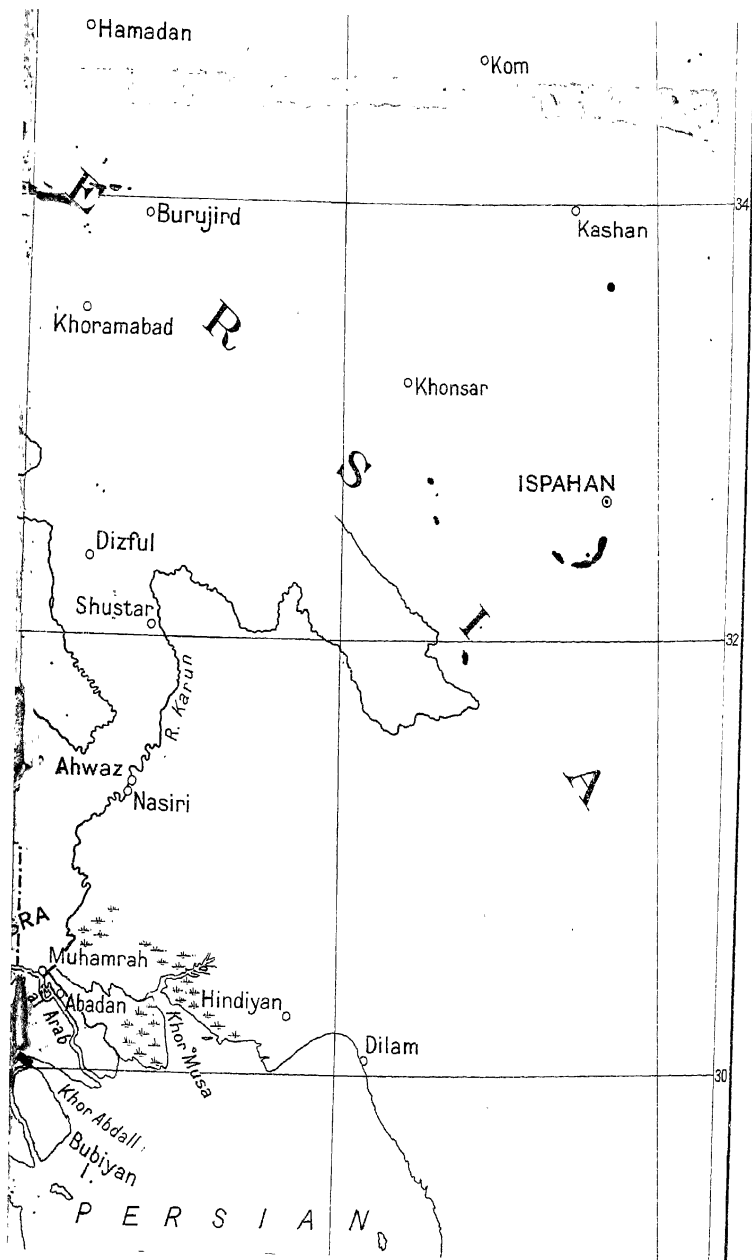 Hamadan
Kom
E
34
Burujird
Kashan
Khoramabad
R
Khonsar
S
ISPAHAN
Dizful
Shustar
I
32
R. Karun
Ahwaz
Nasiri
A
RA
Muhamrah
Abadan
Arab
Hindiyan
Khor Musa
Dilam
30
Khor Abdall
Bubiyan
I.
PERSIAN